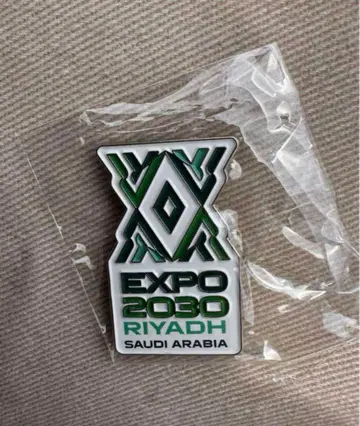 EXPO
2030
RIYADH
SAUDI ARABIA